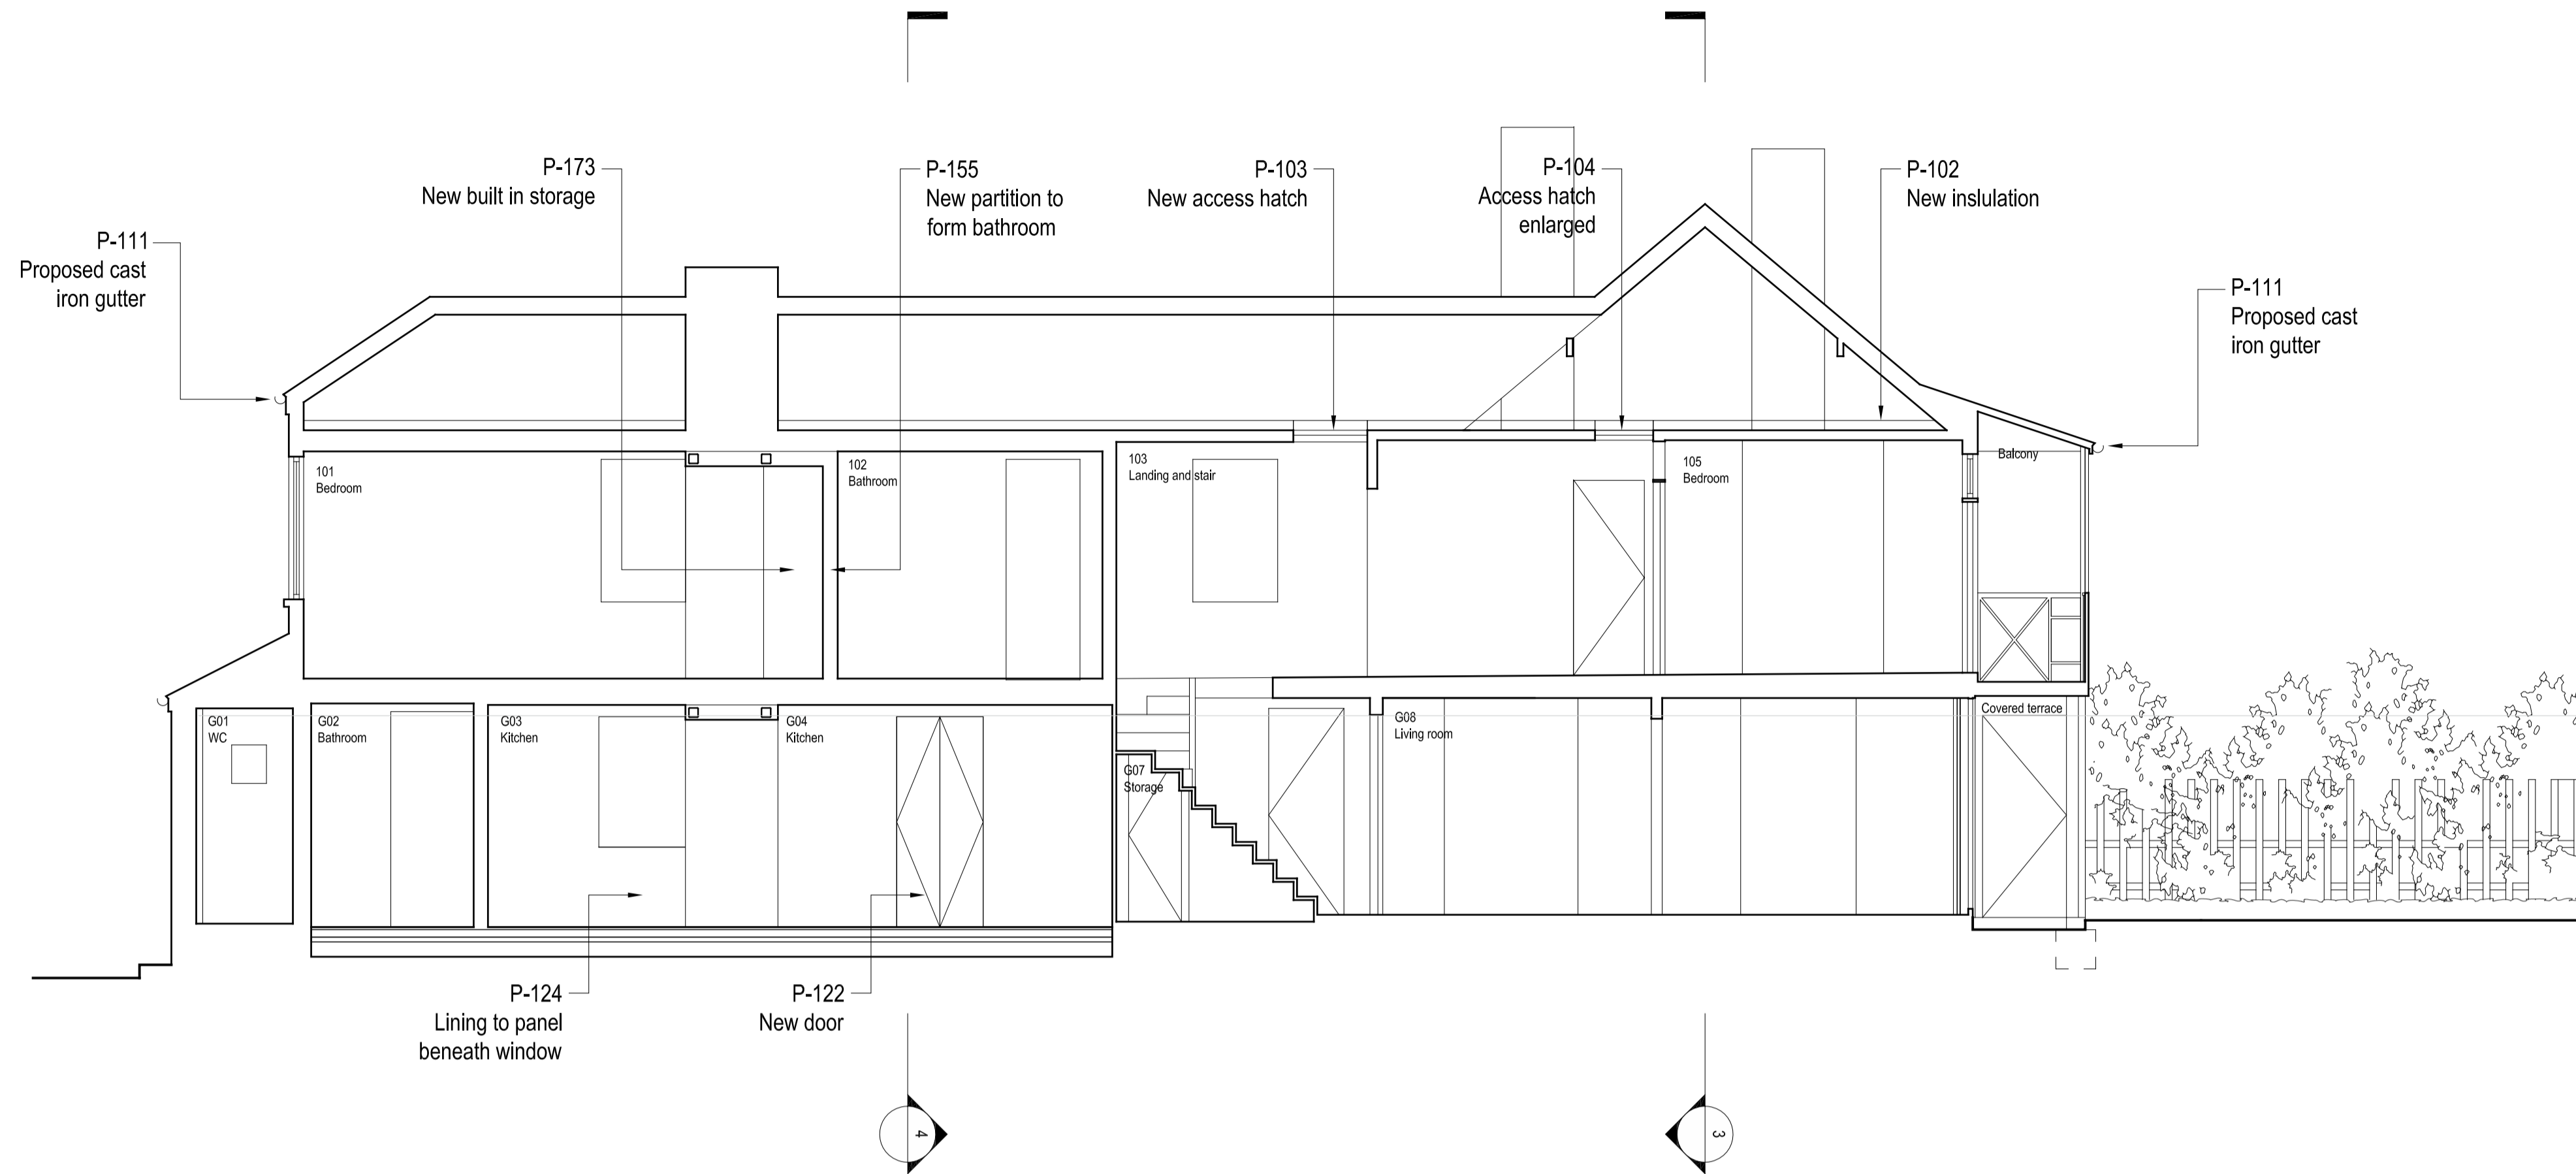 P-173
New built in storage
P-155
New partition to
form bathroom
P-103
New access hatch
P-104
Access hatch
enlarged
P-102
New inslulation
P-111
Proposed cast
iron gutter
P-111
Proposed cast
iron gutter
101
Bedroom
102
Bathroom
103
Landing and stair
105
Bedroom
Balcony
G01
WC
G02
Bathroom
G03
Kitchen
G04
Kitchen
G07
Storage
G08
Living room
Covered terrace
P-124
Lining to panel
beneath window
P-122
New door
4
3